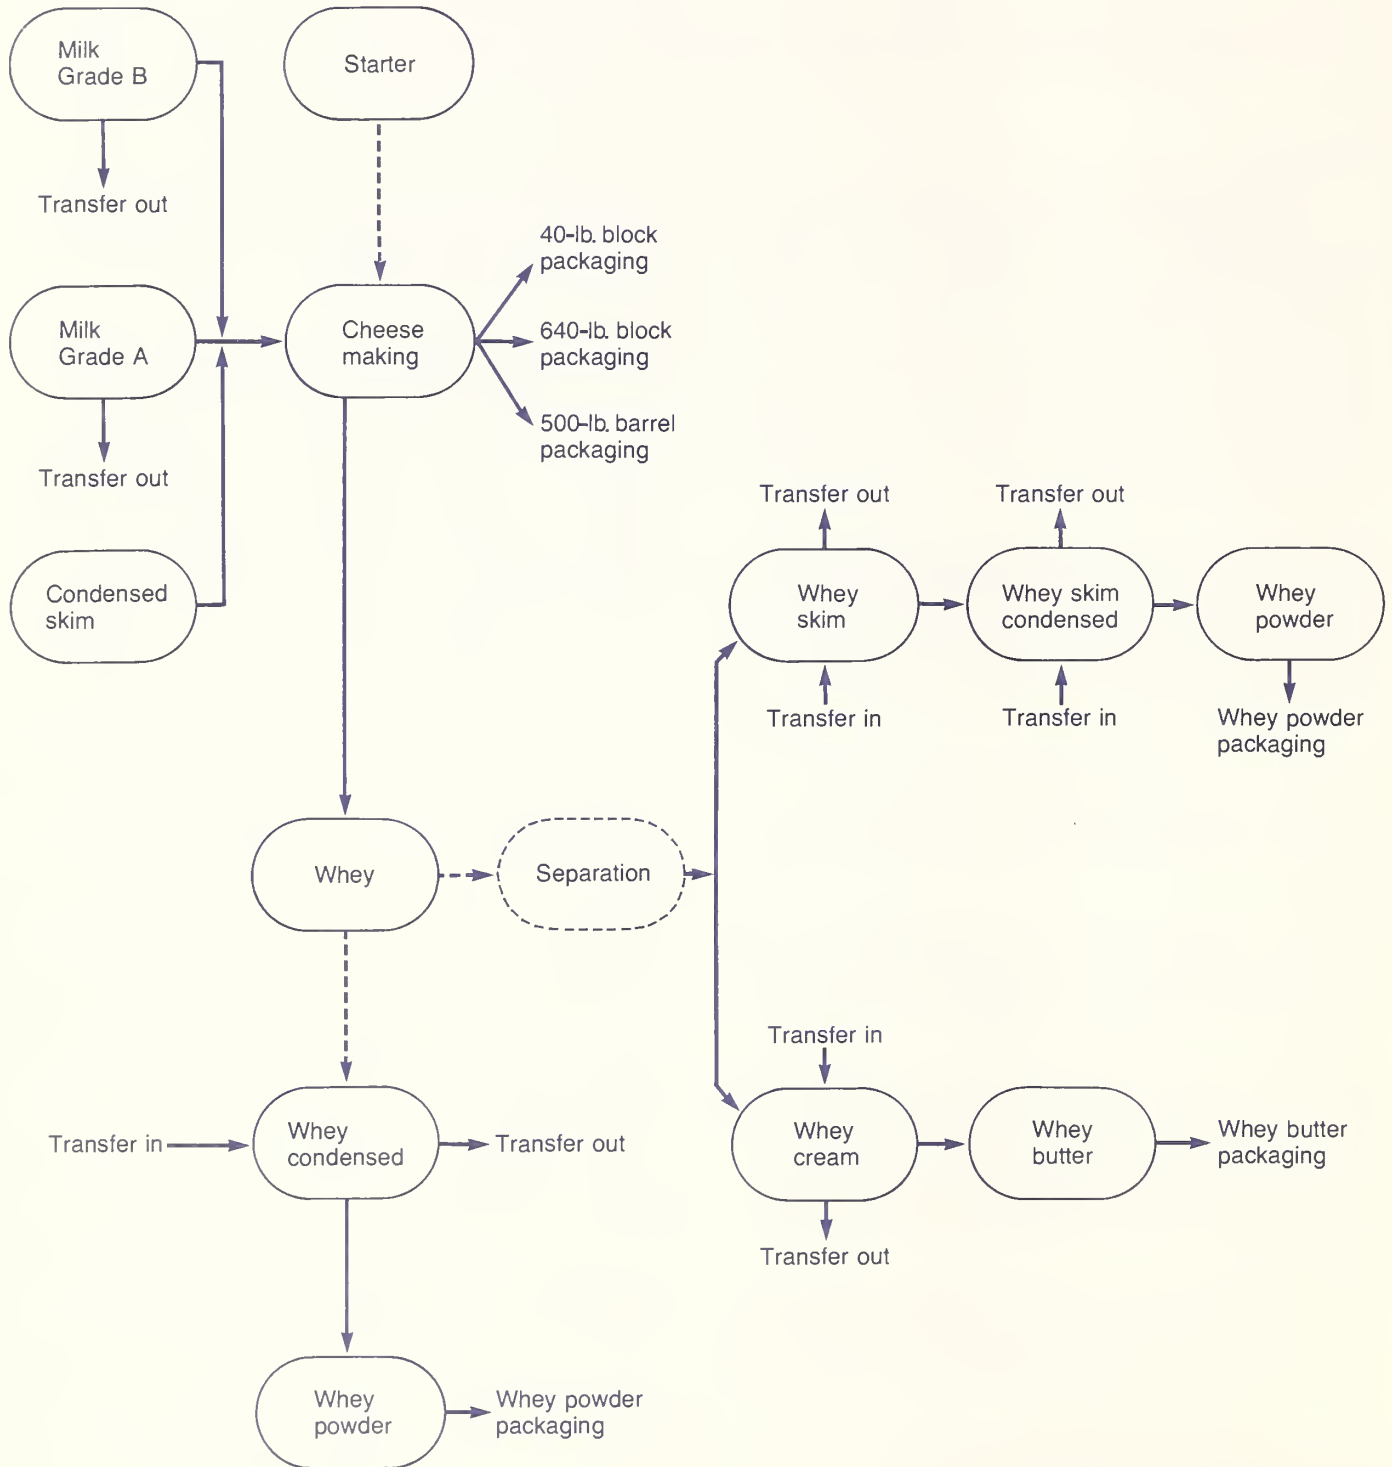 Milk
Grade B
Starter
Transfer out
40-lb. block
packaging
Milk
Grade A
Cheese
making
640-lb. block
packaging
500-lb. barrel
packaging
Transfer out
Condensed
skim
Transfer out
Transfer out
Whey
skim
Whey skim
condensed
Whey
powder
Transfer in
Transfer in
Whey powder
packaging
Whey
Separation
Transfer in
Transfer in
Whey
condensed
Transfer out
Whey
cream
Whey
butter
Whey butter
packaging
Transfer out
Whey
powder
Whey powder
packaging